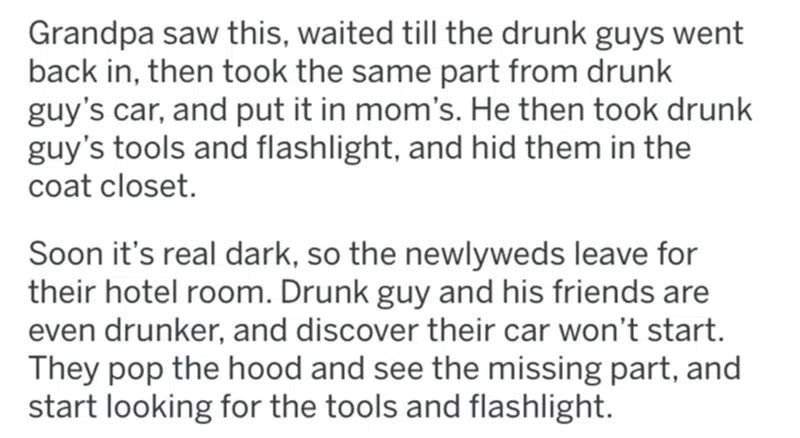 Grandpa saw this, waited till the drunk guys went
back in, then took the same part from drunk
guy's car, and put it in mom's. He then took drunk
guy's tools and flashlight, and hid them in the
coat closet.
Soon it's real dark, so the newlyweds leave for
their hotel room. Drunk guy and his friends are
even drunker, and discover their car won't start.
They pop the hood and see the missing part, and
start looking for the tools and flashlight.